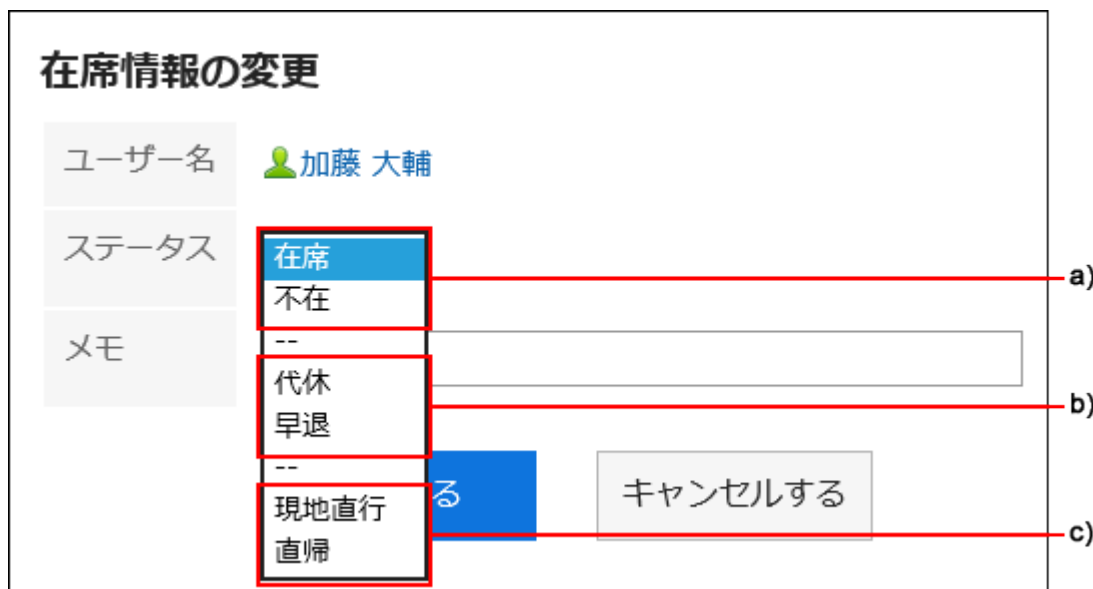 在席情報の変更
ユーザー名 加藤 大輔
ステータス
在席
a)
不在
--
メモ
代休
b)
早退
--
る キャンセルする
現地直行
c)
直帰